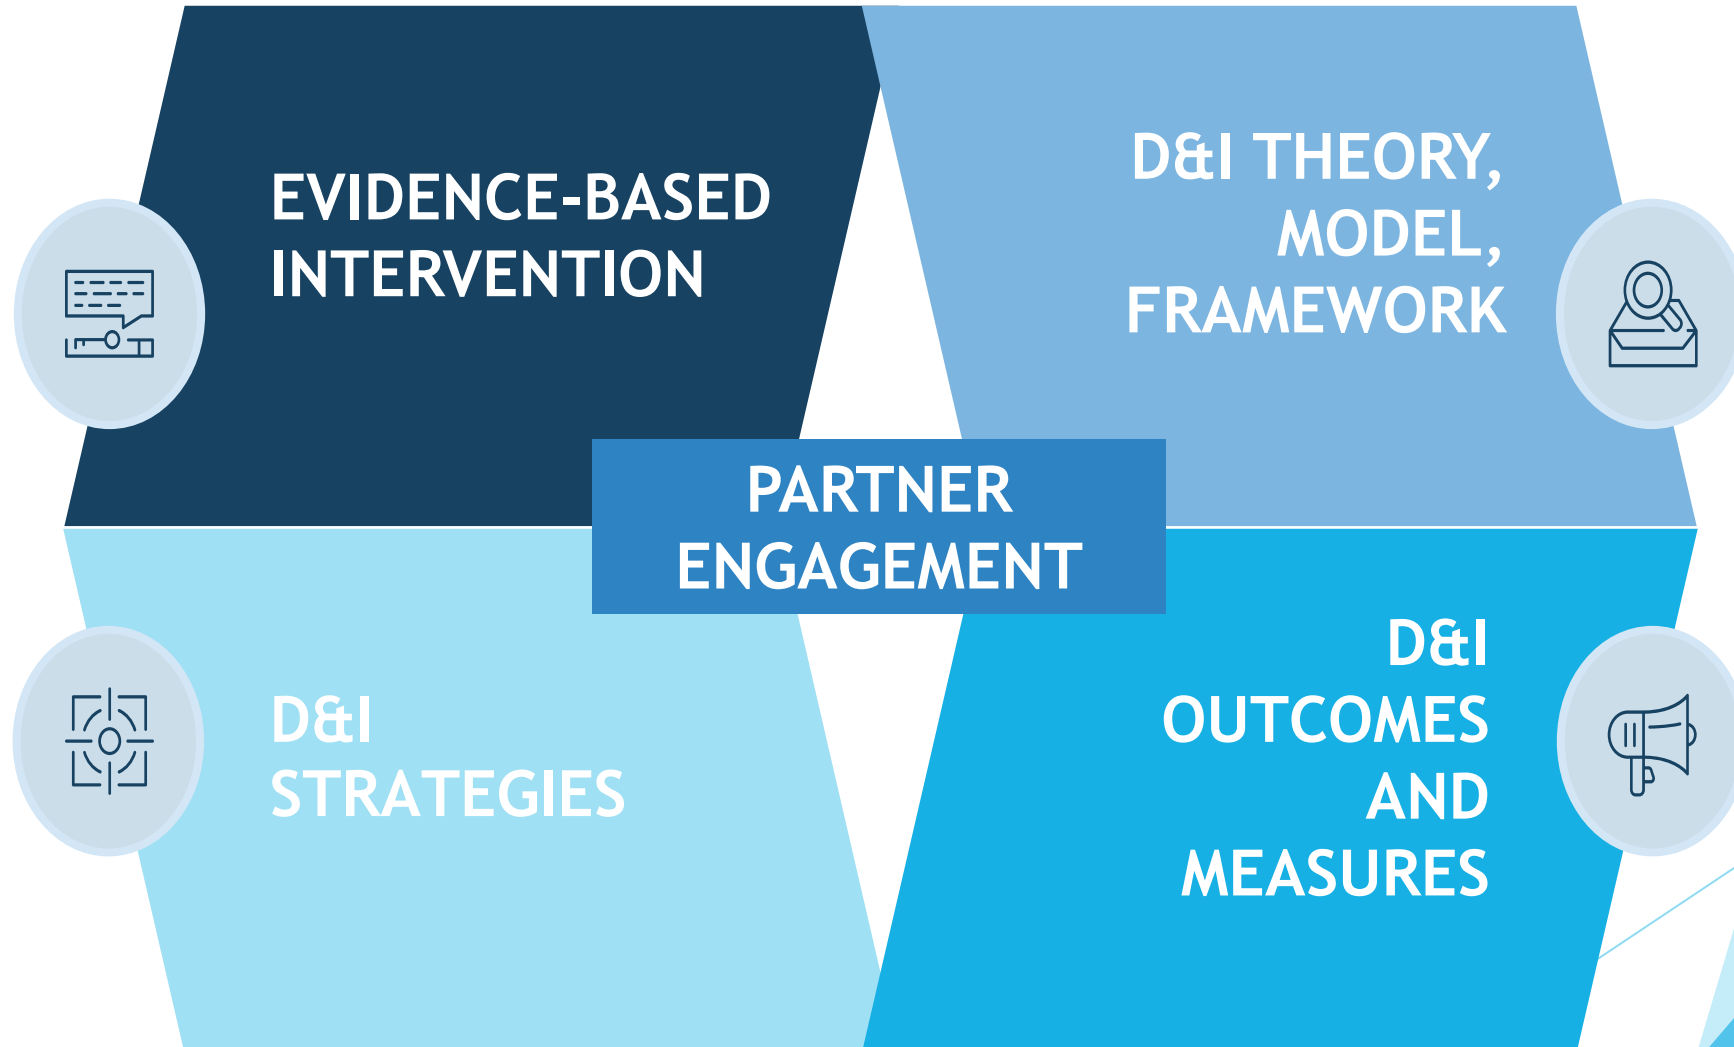 EVIDENCE-BASED
INTERVENTION
D&I THEORY,
MODEL,
FRAMEWORK
PARTNER
ENGAGEMENT
D&I
STRATEGIES
D&I
OUTCOMES
AND
MEASURES